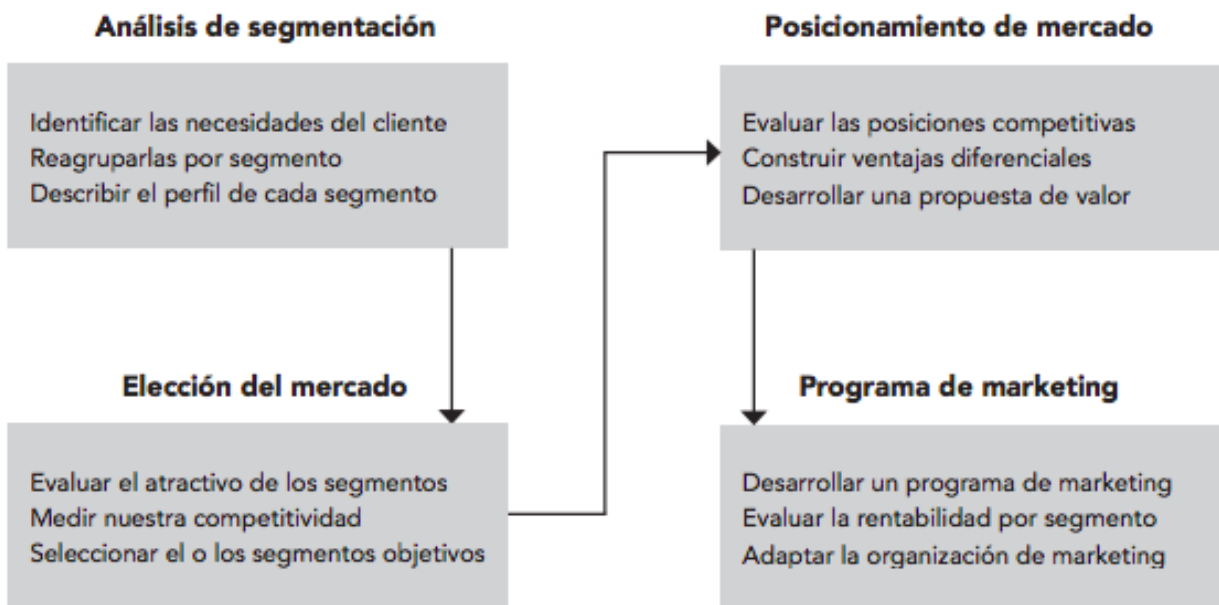 Análisis de segmentación
Identificar las necesidades del cliente
Reagruparlas por segmento
Describir el perfil de cada segmento
Elección del mercado
Evaluar el atractivo de los segmentos
Medir nuestra competitividad
Seleccionar el o los segmentos objetivos
Posicionamiento de mercado
Evaluar las posiciones competitivas
Construir ventajas diferenciales
Desarrollar una propuesta de valor
Programa de marketing
Desarrollar un programa de marketing
Evaluar la rentabilidad por segmento
Adaptar la organización de marketing